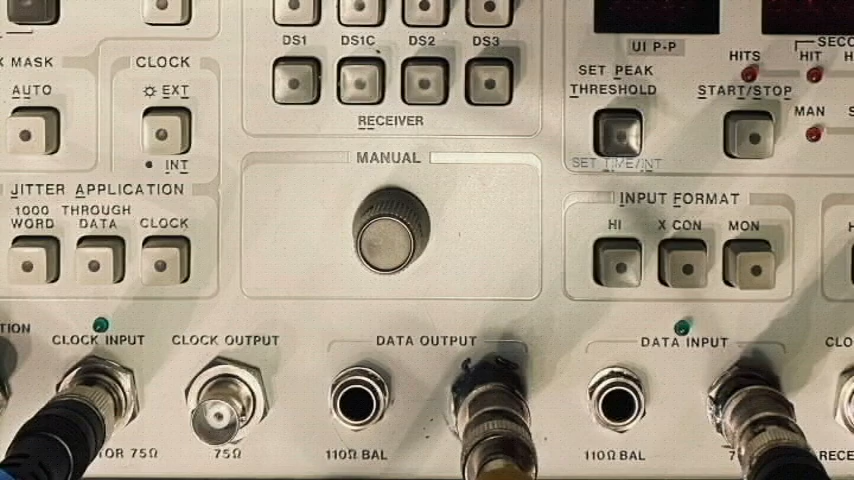 DS1 DS1C DS2 DS3
UI P-P
MASK
CLOCK
SET PEAK
THRESHOLD
HITS
HIT
AUTO
EXT
START/STOP
MAN
RECEIVER
MANUAL
INT
SET TIME/INT
JITTER APPLICATION
INPUT FORMAT
1000 THROUGH
WORD DATA CLOCK
HI X CON MON
CLOCK INPUT
CLOCK OUTPUT
DATA OUTPUT
DATA INPUT
75Ω
75Ω
110Ω BAL
110Ω BAL